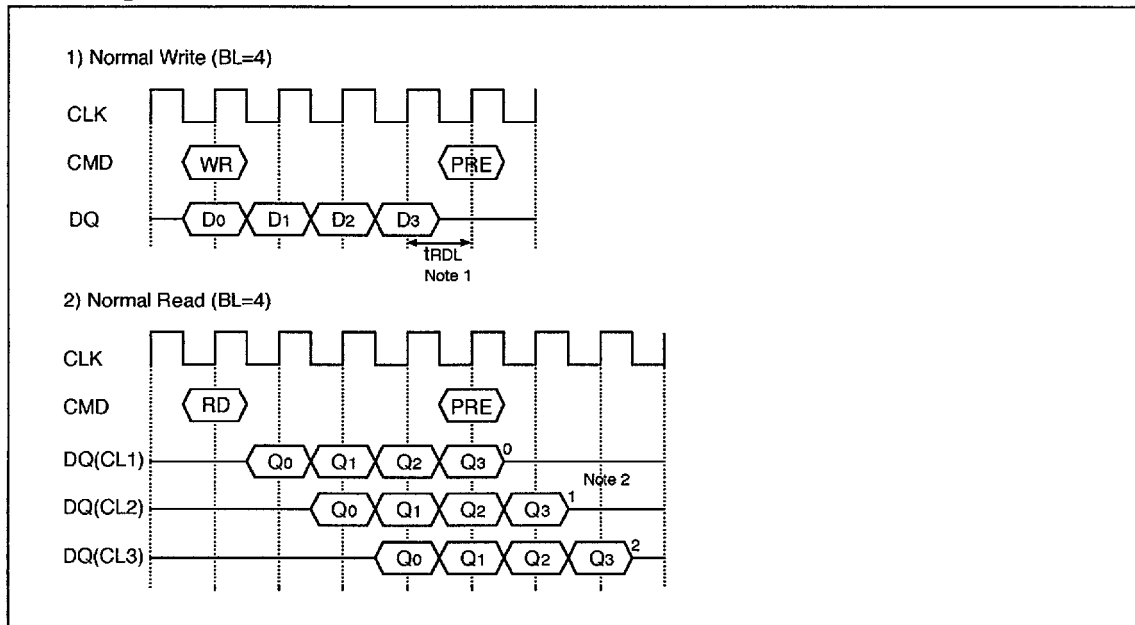 1) Normal Write (BL=4)
CLK
CMD WR PRE
DQ D0 D1 D2 D3
tRDL
Note 1
2) Normal Read (BL=4)
CLK
CMD RD PRE
DQ(CL1) Q0 Q1 Q2 Q3 0
Note 2
DQ(CL2) Q0 Q1 Q2 Q3 1
DQ(CL3) Q0 Q1 Q2 Q3 2